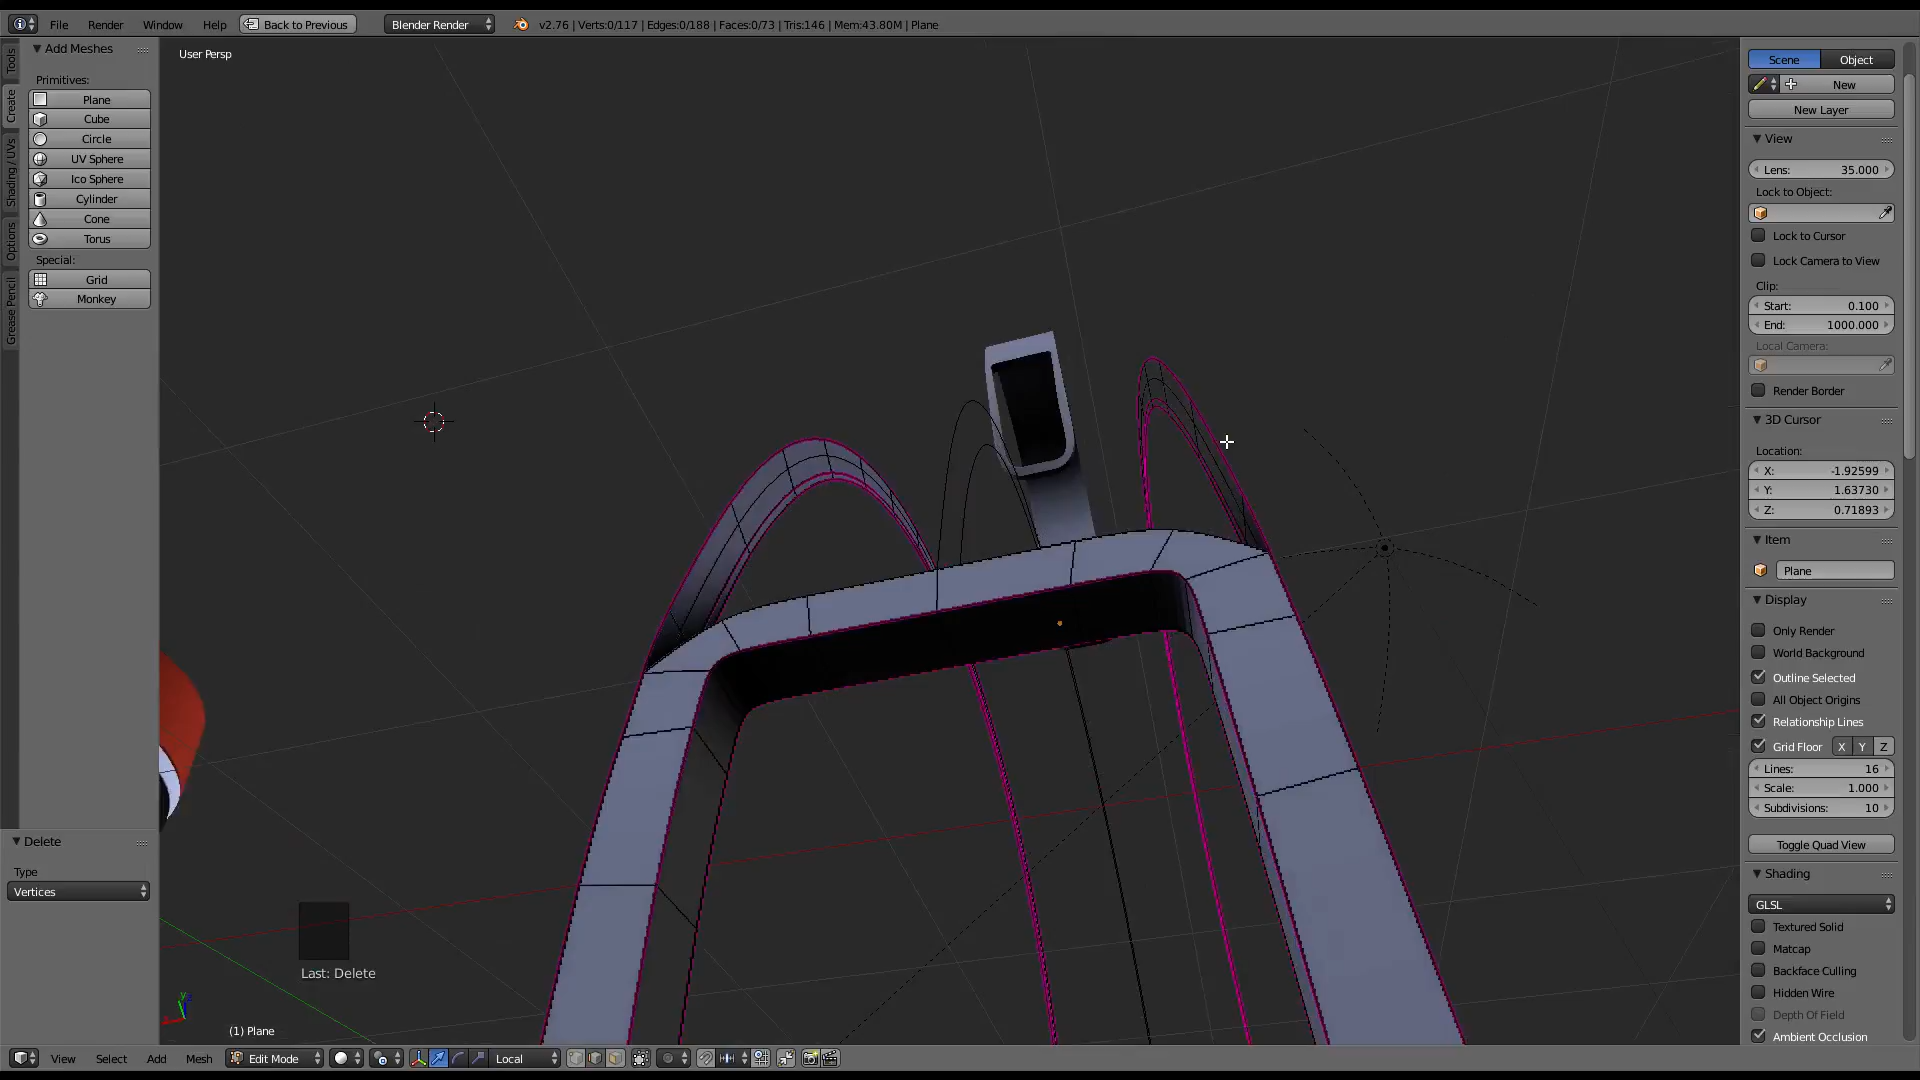 File Render Window Help Back to Previous Blender Render v2.76 | Verts:0/117 | Edges:0/188 | Faces:0/73 | Tris:146 | Mem:43.80M | Plane
Tools
Create
Shading / UVs
Options
Grease Pencil
Add Meshes
Primitives:
Plane
Cube
Circle
UV Sphere
Ico Sphere
Cylinder
Cone
Torus
Special:
Grid
Monkey
Delete
Type
Vertices
User Persp
Last: Delete
(1) Plane
Scene Object
New
New Layer
View
Lens: 35.000
Lock to Object:
Lock to Cursor
Lock Camera to View
Clip:
Start: 0.100
End: 1000.000
Local Camera:
Render Border
3D Cursor
Location:
X: -1.92599
Y: 1.63730
Z: 0.71893
Item
Plane
Display
Only Render
World Background
Outline Selected
All Object Origins
Relationship Lines
Grid Floor X Y Z
Lines: 16
Scale: 1.000
Subdivisions: 10
Toggle Quad View
Shading
GLSL
Textured Solid
Matcap
Backface Culling
Hidden Wire
Depth Of Field
Ambient Occlusion
View Select Add Mesh Edit Mode Local